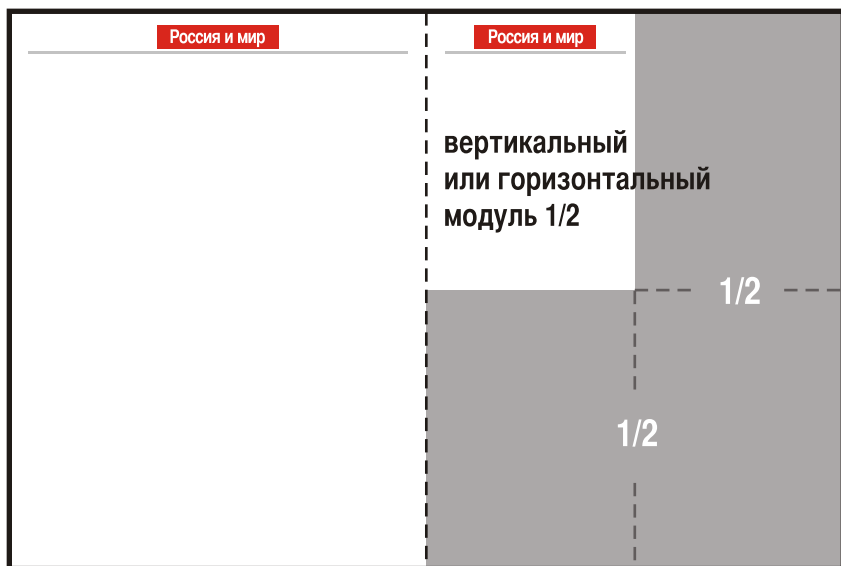 Россия и мир
Россия и мир
вертикальный
или горизонтальный
модуль 1/2
1/2
1/2